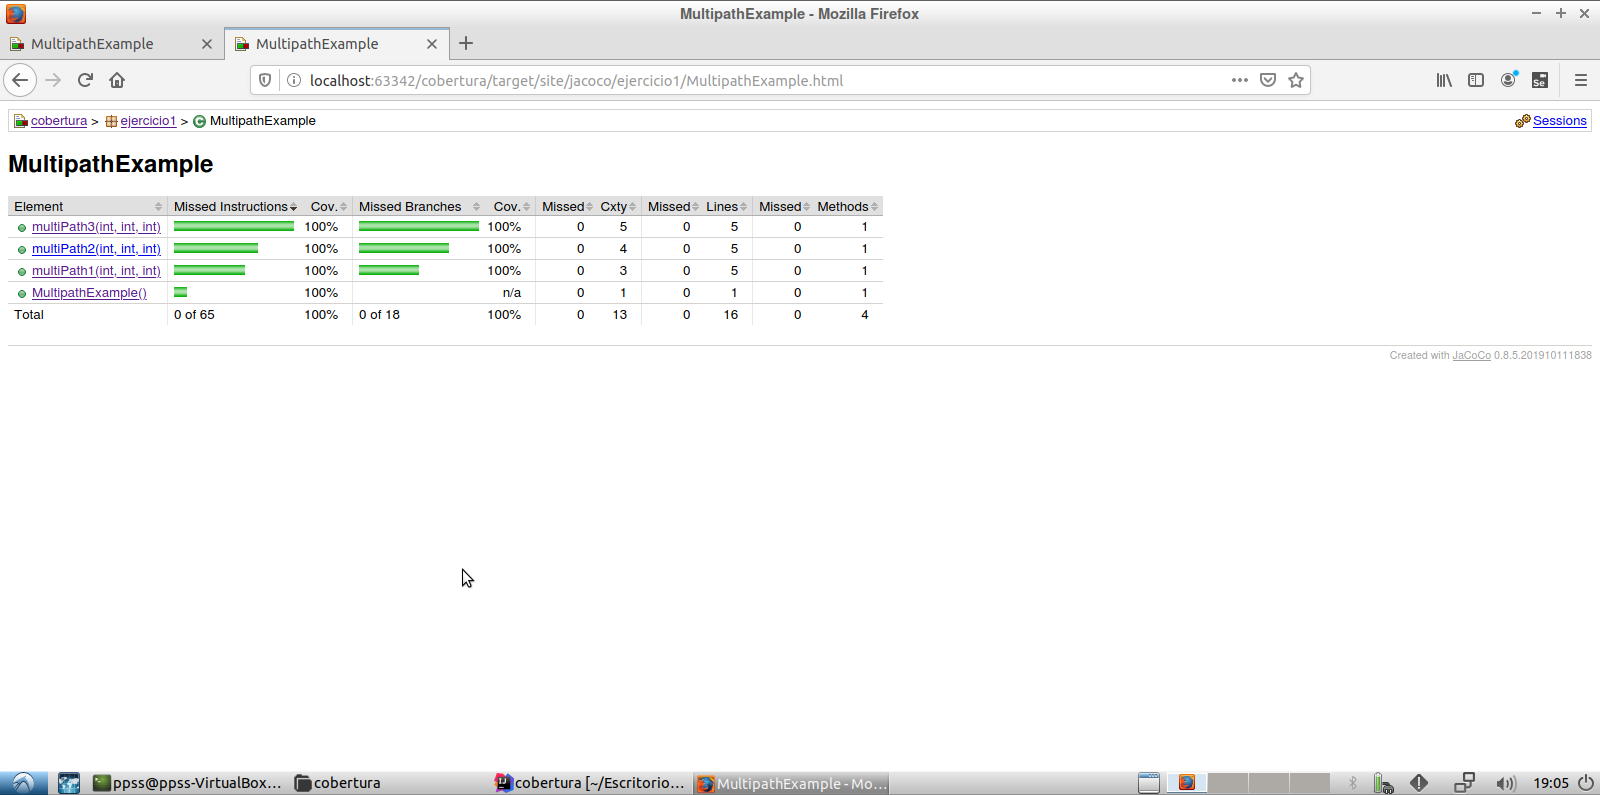 MultipathExample - Mozilla Firefox
MultipathExample MultipathExample
localhost:63342/cobertura/target/site/jacoco/ejercicio1/MultipathExample.html
Se
cobertura > ejercicio1 > MultipathExample Sessions
MultipathExample
Element Missed Instructions Cov. Missed Branches Cov. Missed Cxty Missed Lines Missed Methods
multiPath3(int, int, int) 100% 100% 0 5 0 5 0 1
multiPath2(int, int, int) 100% 100% 0 4 0 5 0 1
multiPath1(int, int, int) 100% 100% 0 3 0 5 0 1
MultipathExample() 100% n/a 0 1 0 1 0 1
Total 0 of 65 100% 0 of 18 100% 0 13 0 16 0 4
Created with JaCoCo 0.8.5.201910111838
ppss@ppss-VirtualBox... cobertura cobertura [~/Escritorio... MultipathExample - Mo... 19:05